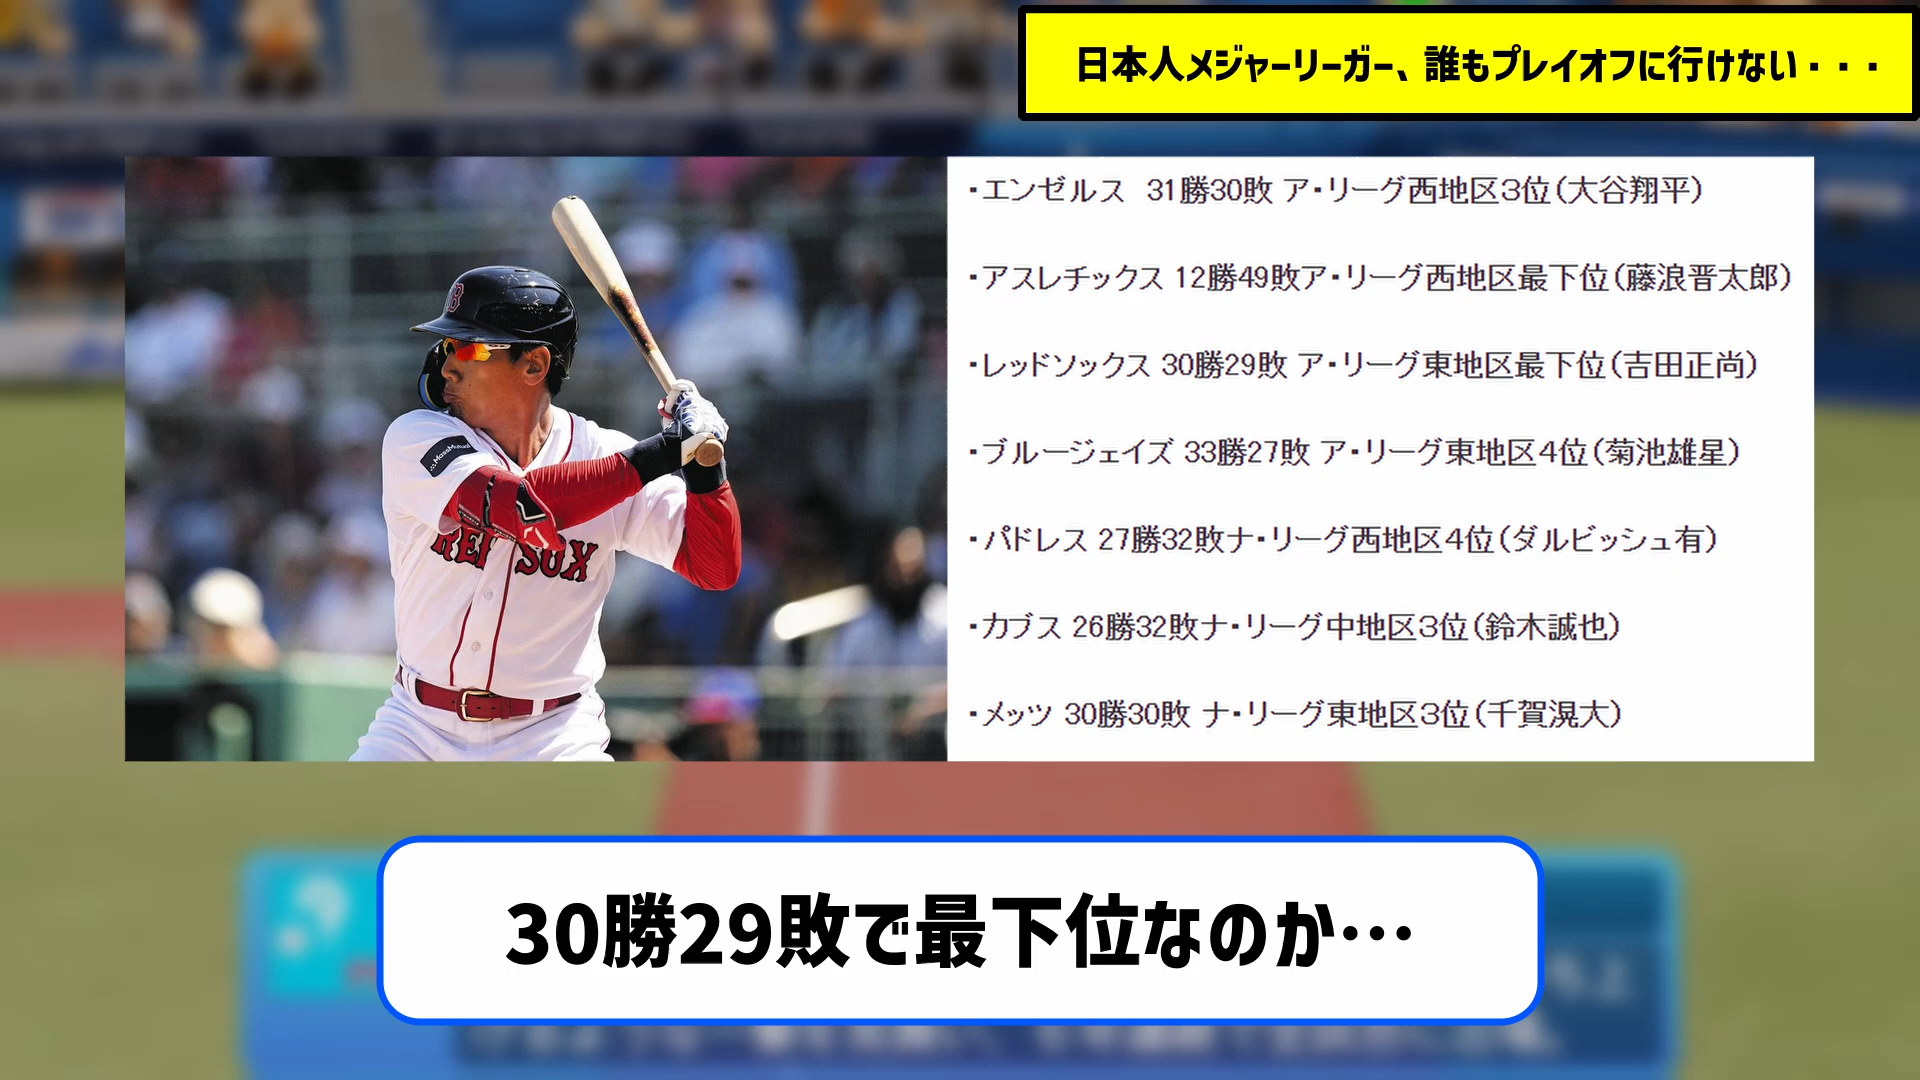 日本人メジャーリーガー、誰もプレイオフに行けない・・・
・エンゼルス 31勝30敗 ア・リーグ西地区3位(大谷翔平)
・アスレチックス 12勝49敗ア・リーグ西地区最下位(藤浪晋太郎)
・レッドソックス 30勝29敗 ア・リーグ東地区最下位(吉田正尚)
・ブルージェイズ 33勝27敗 ア・リーグ東地区4位(菊池雄星)
・パドレス 27勝32敗ナ・リーグ西地区4位(ダルビッシュ有)
・カブス 26勝32敗ナ・リーグ中地区3位(鈴木誠也)
・メッツ 30勝30敗 ナ・リーグ東地区3位(千賀滉大)
B
MassMutual
RED SOX
30勝29敗で最下位なのか…